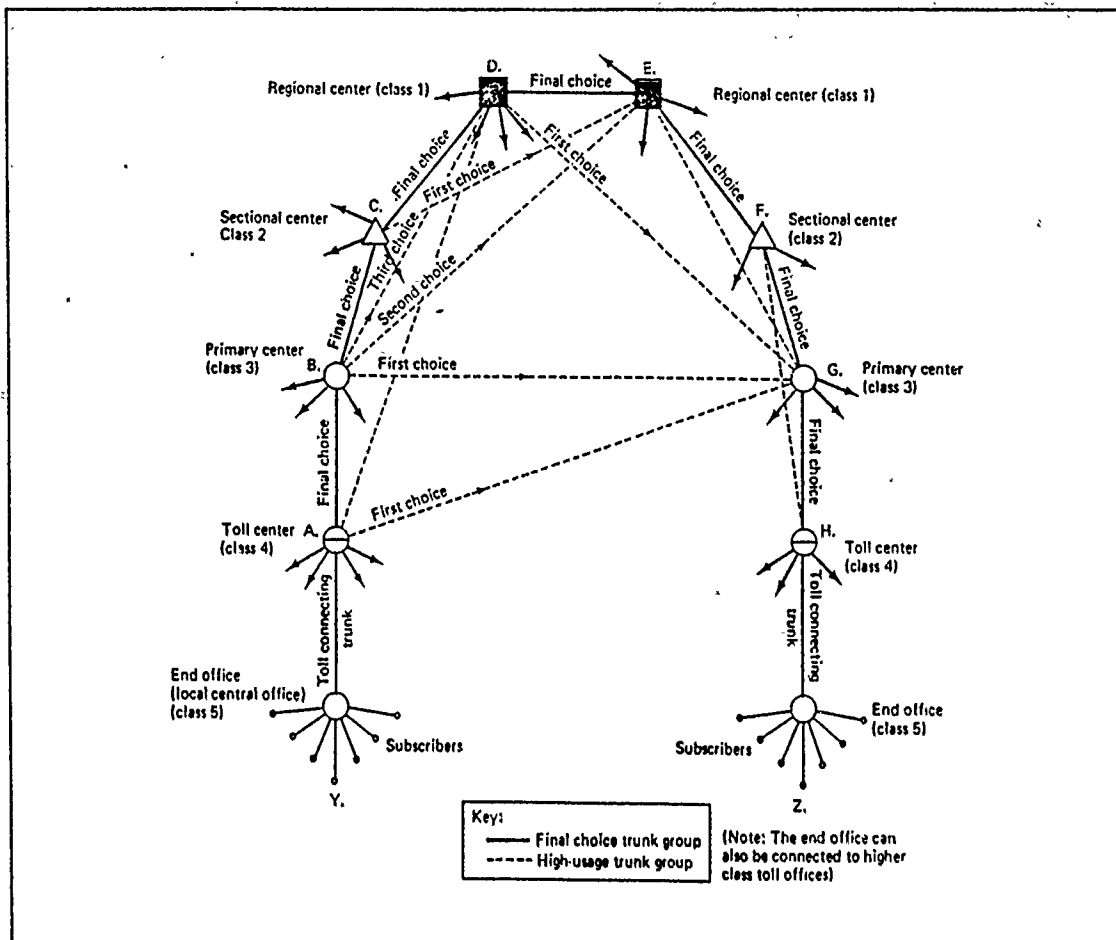 D.
E.
Regional center (class 1)
Final choice
Regional center (class 1)
First choice
.Final choice
First choice
Final choice
C.
F.
Sectional center
Class 2
Sectional center
(class 2)
Third choice
Second choice
Final choice
Final choice
Primary center
(class 3)
B.
First choice
G.
Primary center
(class 3)
Final choice
Final choice
First choice
Toll center
(class 4)
A.
H.
Toll center
(class 4)
Toll connecting
trunk
Toll connecting
trunk
End office
(local central office)
(class 5)
End office
(class 5)
Subscribers
Subscribers
Y.
Z.
Key:
Final choice trunk group
High-usage trunk group
(Note: The end office can
also be connected to higher
class toll offices)